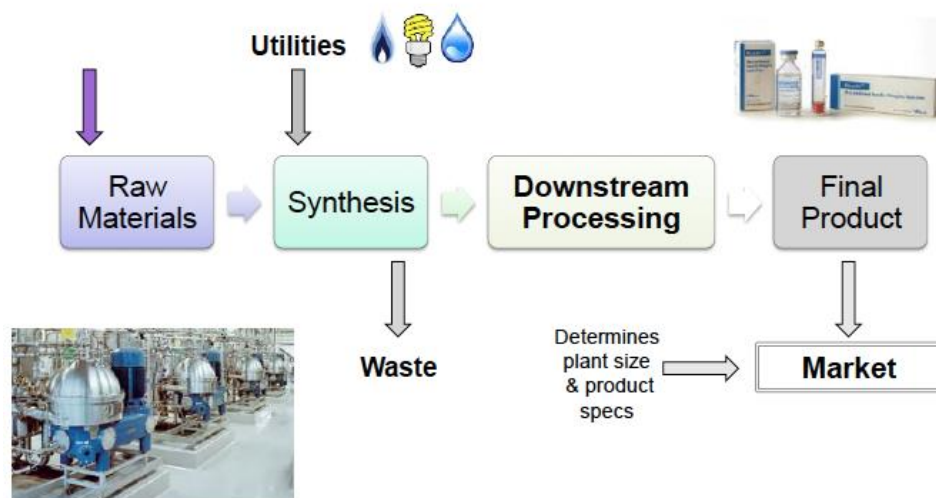 Utilities
Raw
Materials
Synthesis
Downstream
Processing
Final
Product
Waste
Determines
plant size
& product
specs
Market